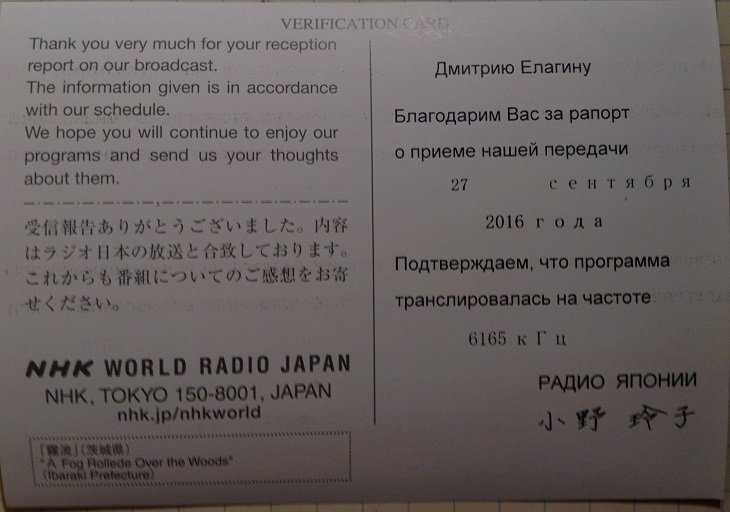 VERIFICATION CARD
Thank you very much for your reception
report on our broadcast.
The information given is in accordance
with our schedule.
We hope you will continue to enjoy our
programs and send us your thoughts
about them.
受信報告ありがとうございました。内容
はラジオ日本の放送と合致しております。
これからも番組についてのご感想をお寄
せください。
NHK WORLD RADIO JAPAN
NHK, TOKYO 150-8001, JAPAN
nhk.jp/nhkworld
「霧流」(茨城県)
"A Fog Rollede Over the Woods"
(Ibaraki Prefecture)
Дмитрию Елагину
Благодарим Вас за рапорт
о приеме нашей передачи
27 сентября
2016 года
Подтверждаем, что программа
транслировалась на частоте
6165 кГц
РАДИО ЯПОНИИ
小野 玲子